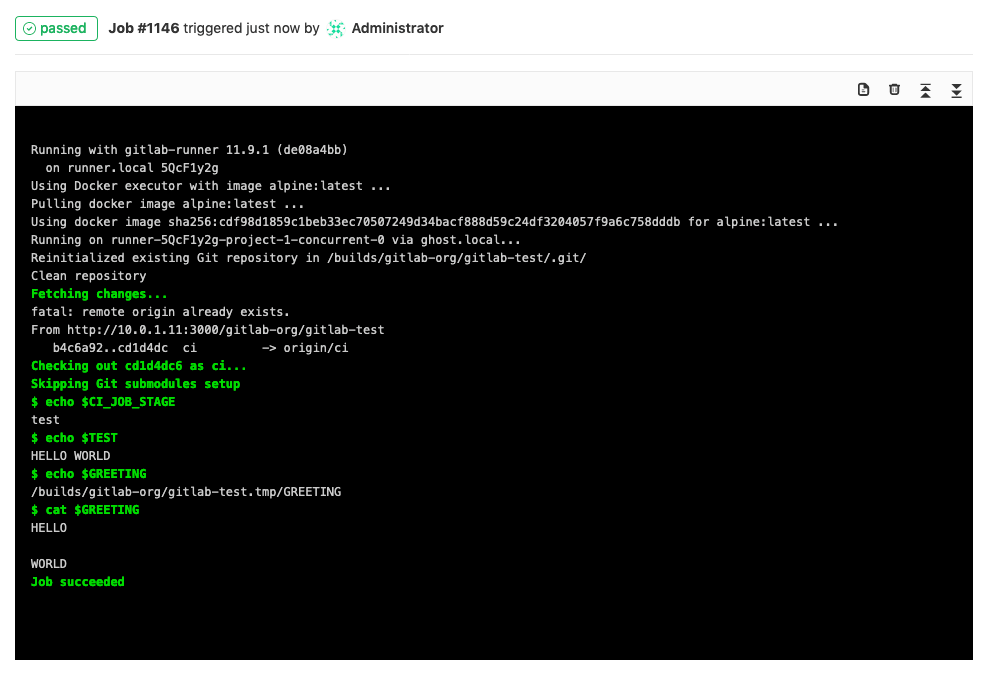 passed Job #1146 triggered just now by Administrator
Running with gitlab-runner 11.9.1 (de08a4bb)
  on runner.local 5QcF1y2g
Using Docker executor with image alpine:latest ...
Pulling docker image alpine:latest ...
Using docker image sha256:cdf98d1859c1beb33ec70507249d34bacf888d59c24df3204057f9a6c758dddb for alpine:latest ...
Running on runner-5QcF1y2g-project-1-concurrent-0 via ghost.local...
Reinitialized existing Git repository in /builds/gitlab-org/gitlab-test/.git/
Clean repository
Fetching changes...
fatal: remote origin already exists.
From http://10.0.1.11:3000/gitlab-org/gitlab-test
   b4c6a92..cd1d4dc  ci         -> origin/ci
Checking out cd1d4dc6 as ci...
Skipping Git submodules setup
$ echo $CI_JOB_STAGE
test
$ echo $TEST
HELLO WORLD
$ echo $GREETING
/builds/gitlab-org/gitlab-test.tmp/GREETING
$ cat $GREETING
HELLO

WORLD
Job succeeded